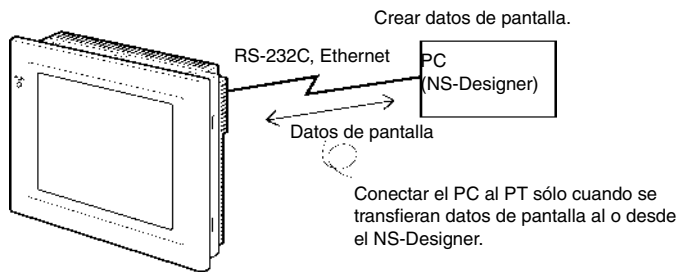 Crear datos de pantalla.
RS-232C, Ethernet
PC
(NS-Designer)
Datos de pantalla
Conectar el PC al PT sólo cuando se
transfieran datos de pantalla al o desde
el NS-Designer.